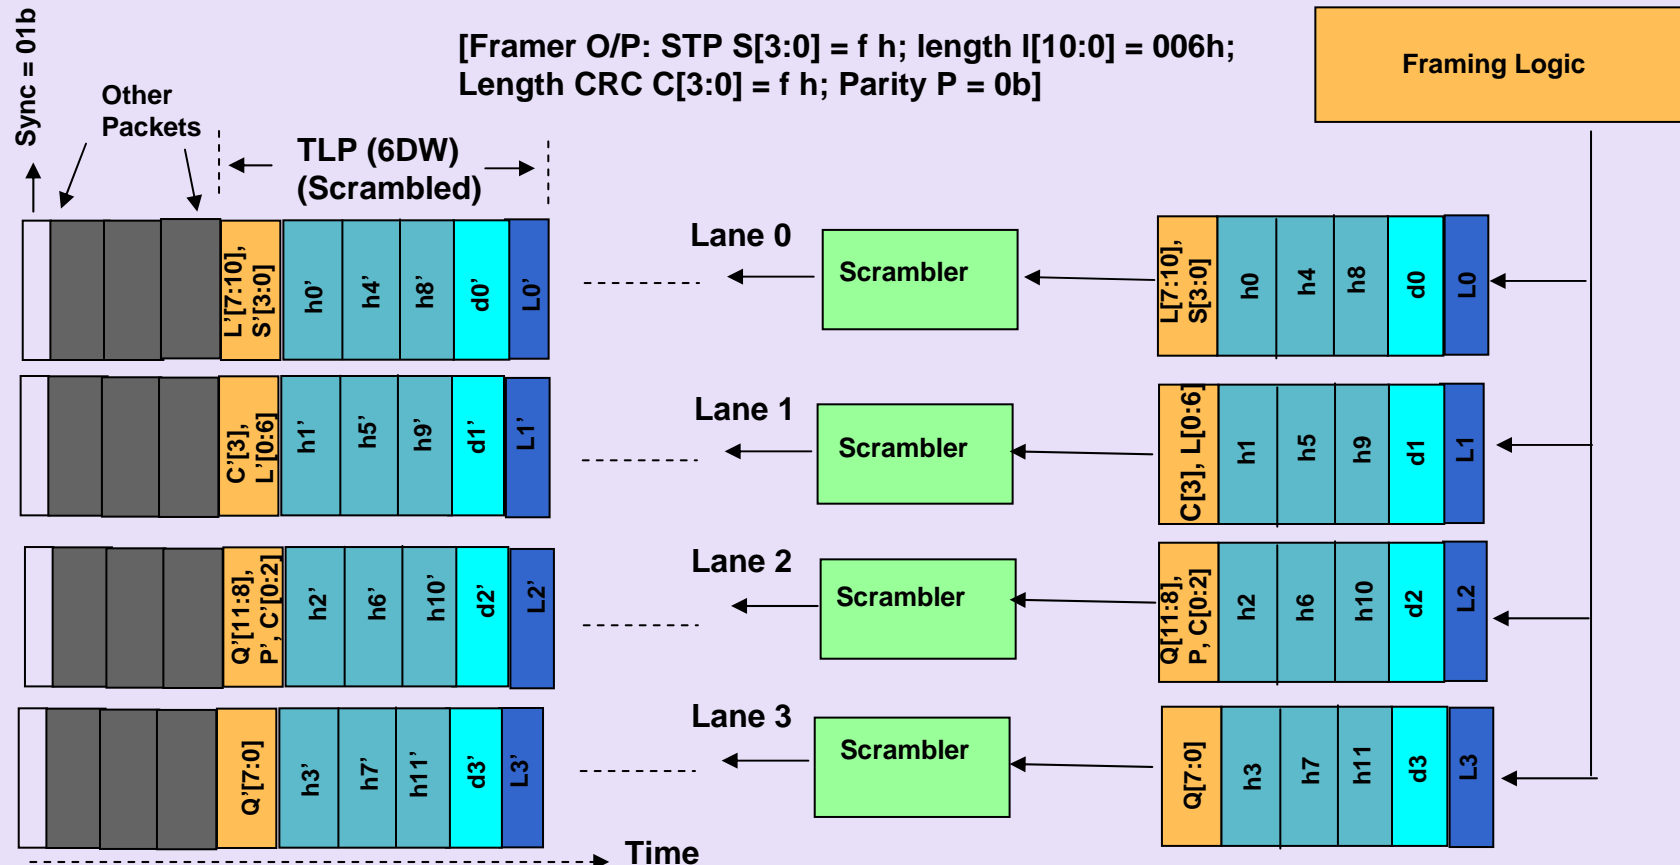 Sync = 01b
[Framer O/P: STP S[3:0] = f h; length l[10:0] = 006h;
Length CRC C[3:0] = f h; Parity P = 0b]
Framing Logic
Other
Packets
TLP (6DW)
(Scrambled)
L’[7:10],
S’[3:0]
h0’
h4’
h8’
d0’
L0’
Lane 0
Scrambler
L[7:10],
S[3:0]
h0
h4
h8
d0
L0
C’[3],
L’[0:6]
h1’
h5’
h9’
d1’
L1’
Lane 1
Scrambler
C[3], L[0:6]
h1
h5
h9
d1
L1
Q’[11:8],
P’, C’[0:2]
h2’
h6’
h10’
d2’
L2’
Lane 2
Scrambler
Q[11:8],
P, C[0:2]
h2
h6
h10
d2
L2
Q’[7:0]
h3’
h7’
h11’
d3’
L3’
Lane 3
Scrambler
Q[7:0]
h3
h7
h11
d3
L3
Time